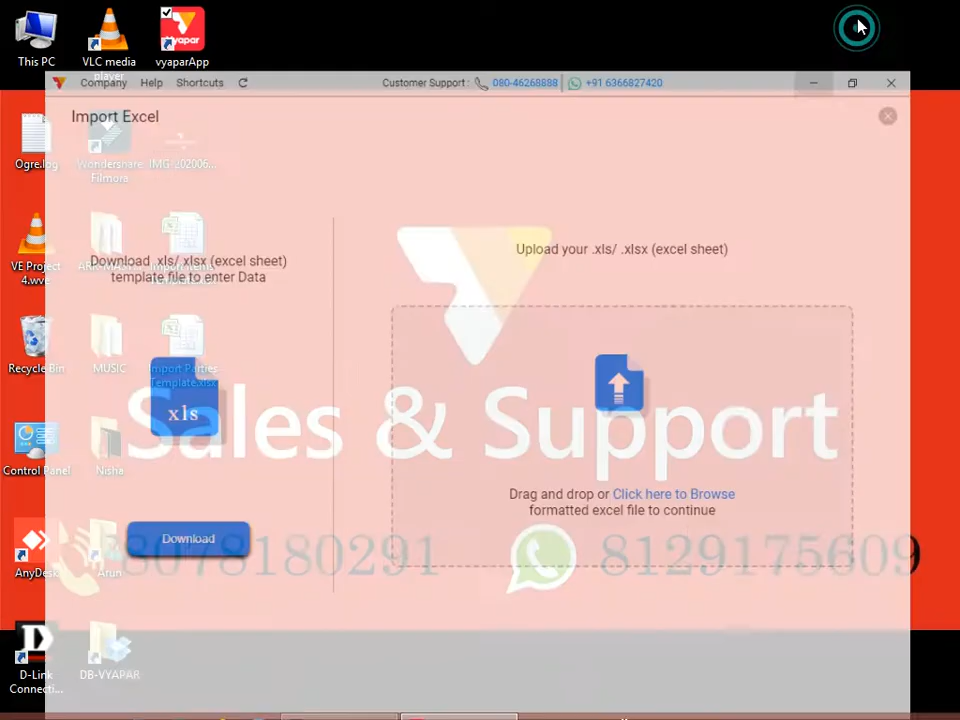 This PC
VLC media player
vyaparApp
Company Help Shortcuts
Customer Support : 080-46268888 +91 6366827420
Import Excel
Ogre.log
Wondershare Filmora
IMG-202006...
Download .xls/ xlsx (excel sheet)
template file to enter Data
Upload your .xls/ .xlsx (excel sheet)
VE Project 4.wve
Recycle Bin
MUSIC
Import Parties Template.xlsx
xls
Sales & Support
Control Panel
Nisha
Drag and drop or Click here to Browse
formatted excel file to continue
Download
8078180291
8129175609
AnyDesk
Arun
D-Link Connecti...
DB-VYAPAR